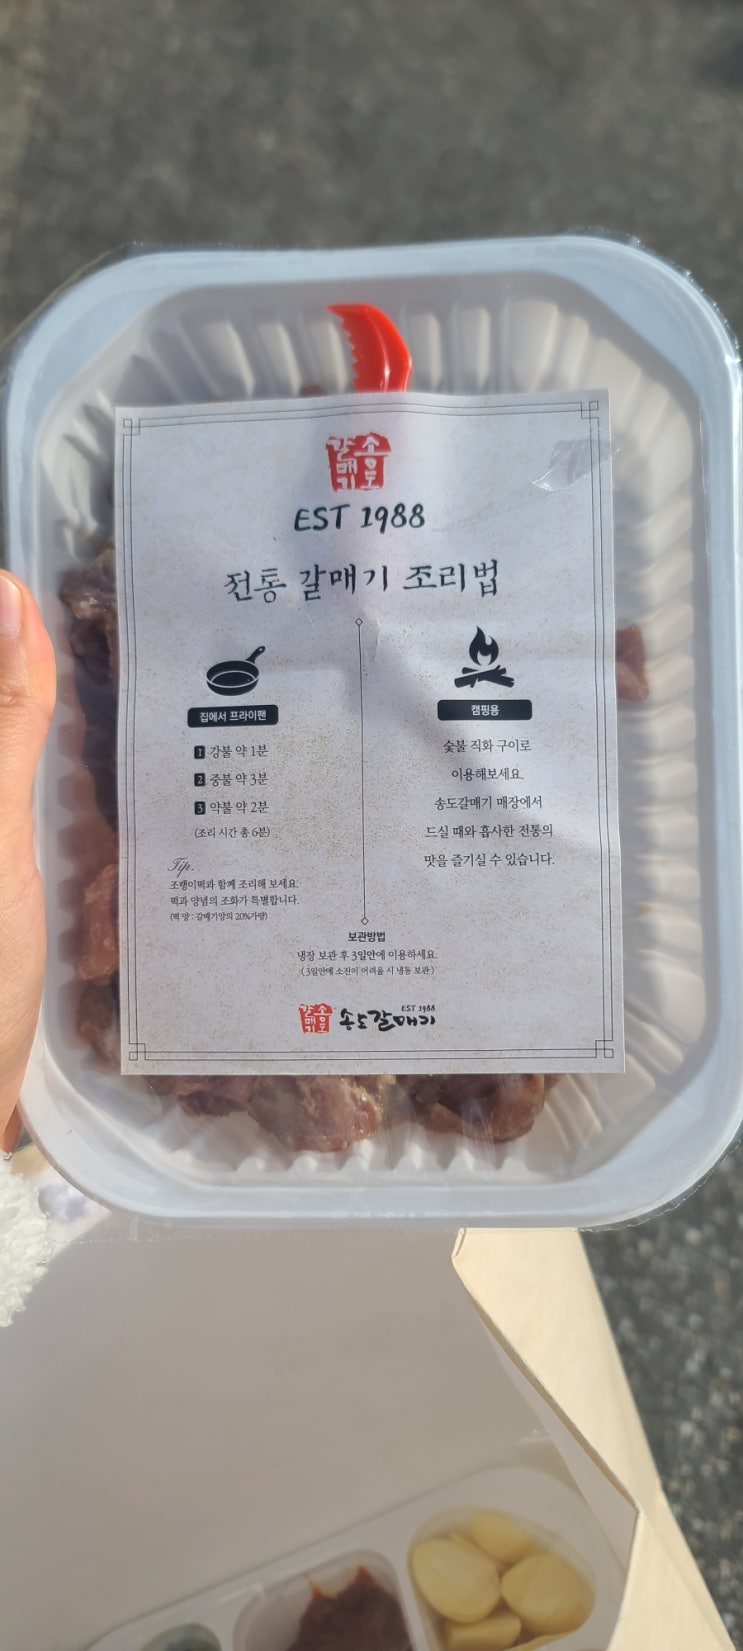 송도
갈매기
EST 1988
전통 갈매기 조리법
집에서 프라이팬
1 강불 약 1분
2 중불 약 3분
3 약불 약 2분
(조리 시간 총 6분)
Tip.
조랭이떡과 함께 조리해 보세요.
떡과 양념의 조화가 특별합니다.
(떡 양 : 갈매기양의 20%가량)
캠핑용
숯불 직화 구이로
이용해보세요.
송도갈매기 매장에서
드실 때와 흡사한 전통의
맛을 즐기실 수 있습니다.
보관방법
냉장 보관 후 3일안에 이용하세요.
(3일안에 소진이 어려울 시 냉동 보관)
송도
갈매기
EST 1988
송도갈매기